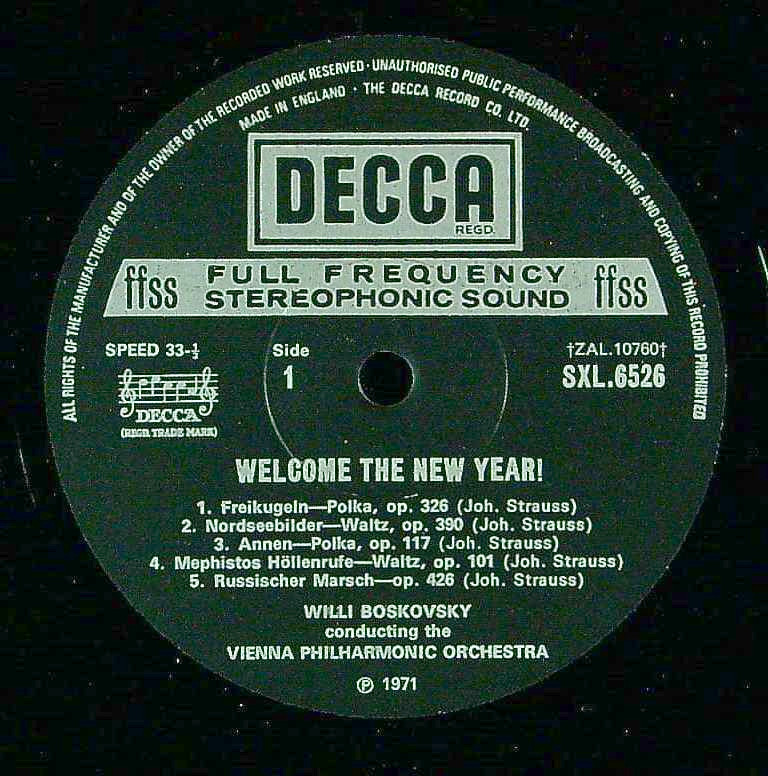 ALL RIGHTS OF THE MANUFACTURER AND OF THE OWNER OF THE RECORDED WORK RESERVED · UNAUTHORISED PUBLIC PERFORMANCE BROADCASTING AND COPYING OF THIS RECORD PROHIBITED
MADE IN ENGLAND · THE DECCA RECORD CO. LTD.
DECCA
REGD.
ffss FULL FREQUENCY ffss
STEREOPHONIC SOUND
SPEED 33-⅓
DECCA
(REGD. TRADE MARK)
Side
1
†ZAL.10760†
SXL.6526
WELCOME THE NEW YEAR!
1. Freikugeln—Polka, op. 326 (Joh. Strauss)
2. Nordseebilder—Waltz, op. 390 (Joh. Strauss)
3. Annen—Polka, op. 117 (Joh. Strauss)
4. Mephistos Höllenrufe—Waltz, op. 101 (Joh. Strauss)
5. Russischer Marsch—op. 426 (Joh. Strauss)
WILLI BOSKOVSKY
conducting the
VIENNA PHILHARMONIC ORCHESTRA
℗ 1971